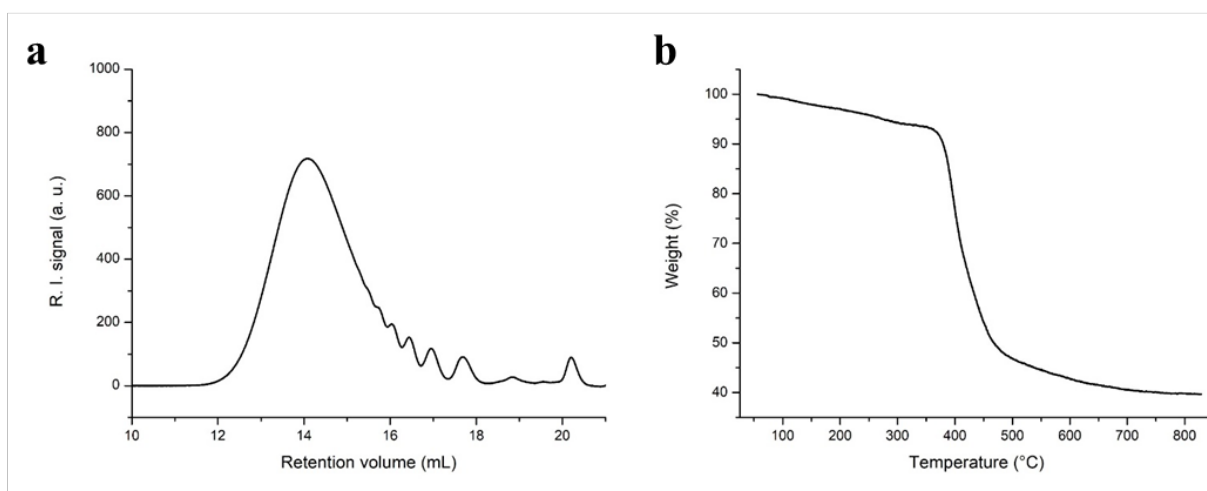 a
b
1000
800
600
400
200
0
R. I. signal (a. u.)
10 12 14 16 18 20
Retention volume (mL)
100
90
80
70
60
50
40
Weight (%)
100 200 300 400 500 600 700 800
Temperature (°C)